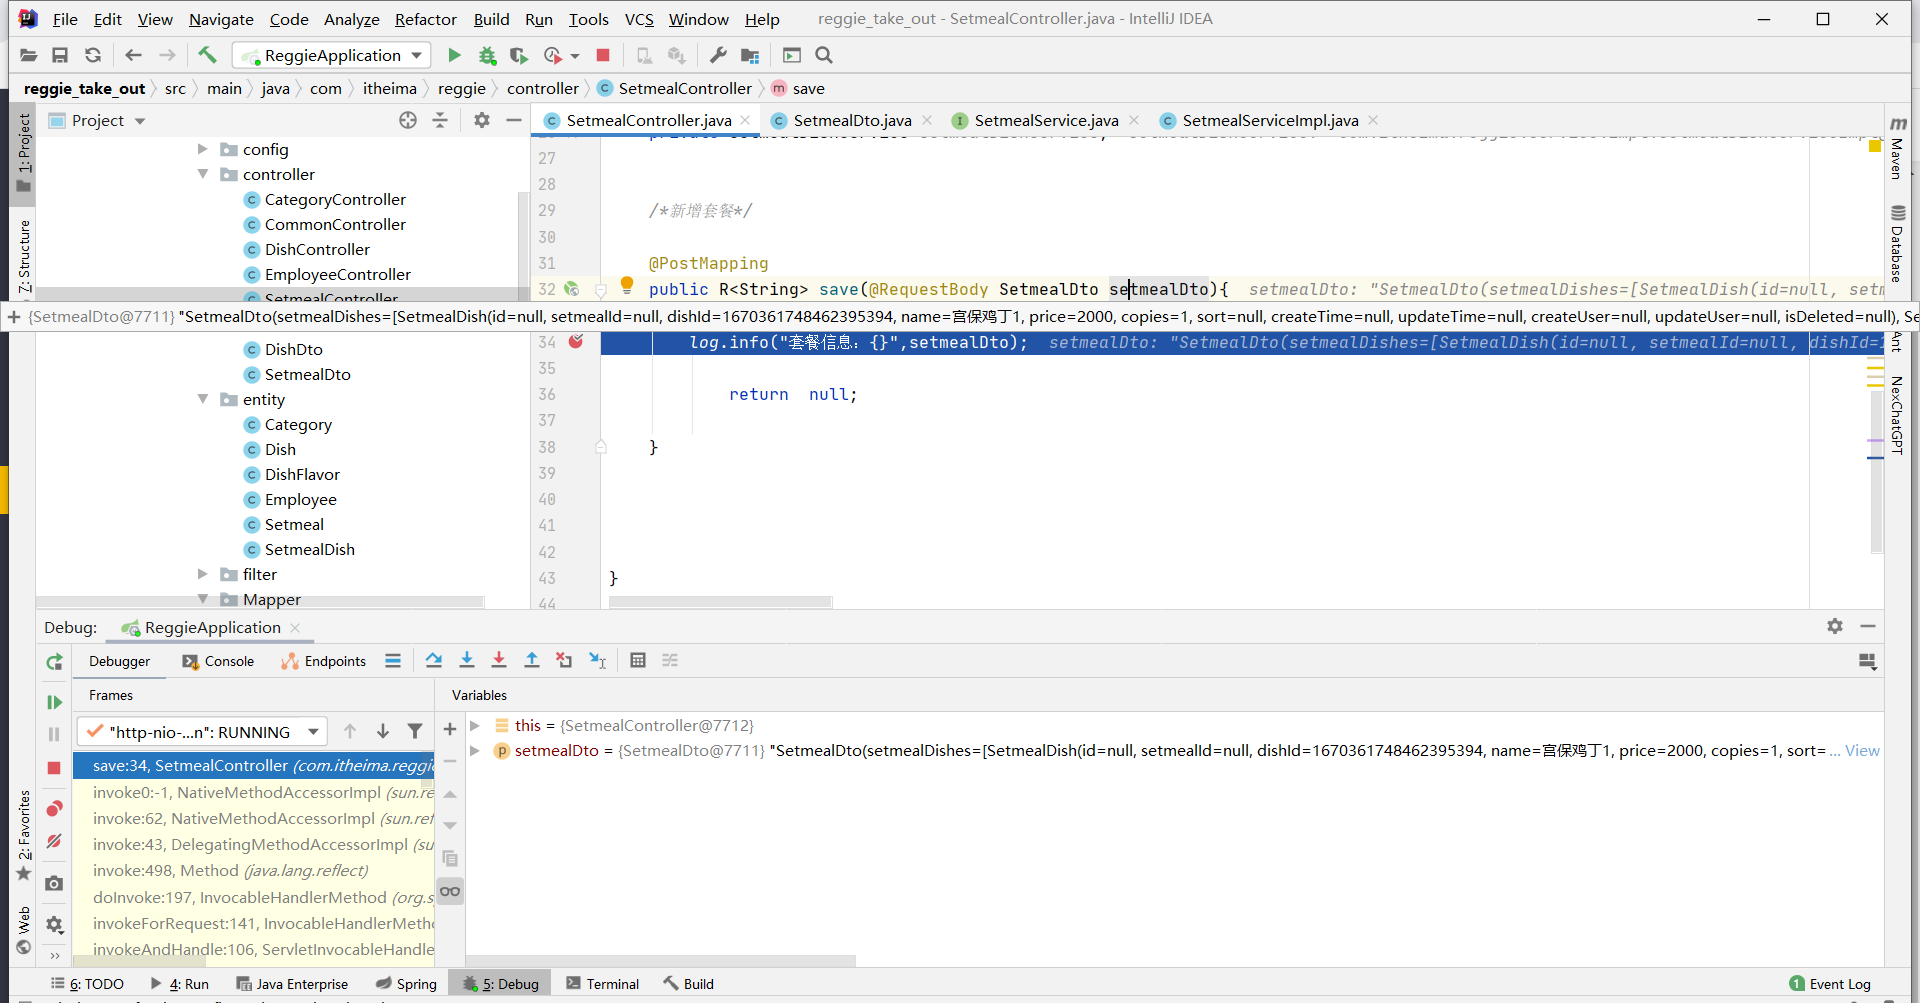 File Edit View Navigate Code Analyze Refactor Build Run Tools VCS Window Help reggie_take_out - SetmealController.java - IntelliJ IDEA
ReggieApplication
reggie_take_out src main java com itheima reggie controller SetmealController save
Project
SetmealController.java SetmealDto.java SetmealService.java SetmealServiceImpl.java
1: Project
Z: Structure
config
controller
CategoryController
CommonController
DishController
EmployeeController
SetmealController
27
28
29 /*新增套餐*/
30
31 @PostMapping
32 public R<String> save(@RequestBody SetmealDto setmealDto){ setmealDto: "SetmealDto(setmealDishes=[SetmealDish(id=null, setm
+ {SetmealDto@7711} "SetmealDto(setmealDishes=[SetmealDish(id=null, setmealId=null, dishId=1670361748462395394, name=宫保鸡丁1, price=2000, copies=1, sort=null, createTime=null, updateTime=null, createUser=null, updateUser=null, isDeleted=null), Se
34 log.info("套餐信息：{}",setmealDto); setmealDto: "SetmealDto(setmealDishes=[SetmealDish(id=null, setmealId=null, dishId=1
35
36 return null;
37
38 }
39
40
41
42
43 }
44
DishDto
SetmealDto
entity
Category
Dish
DishFlavor
Employee
Setmeal
SetmealDish
filter
Mapper
m
Maven
Database
Ant
NexChatGPT
Debug: ReggieApplication
Debugger Console Endpoints
Frames
Variables
"http-nio-...n": RUNNING
save:34, SetmealController (com.itheima.reggie
invoke0:-1, NativeMethodAccessorImpl (sun.re
invoke:62, NativeMethodAccessorImpl (sun.ref
invoke:43, DelegatingMethodAccessorImpl (su
invoke:498, Method (java.lang.reflect)
doInvoke:197, InvocableHandlerMethod (org.s
invokeForRequest:141, InvocableHandlerMetho
invokeAndHandle:106, ServletInvocableHandle
this = {SetmealController@7712}
setmealDto = {SetmealDto@7711} "SetmealDto(setmealDishes=[SetmealDish(id=null, setmealId=null, dishId=1670361748462395394, name=宫保鸡丁1, price=2000, copies=1, sort= ... View
2: Favorites
Web
6: TODO 4: Run Java Enterprise Spring 5: Debug Terminal Build 1 Event Log